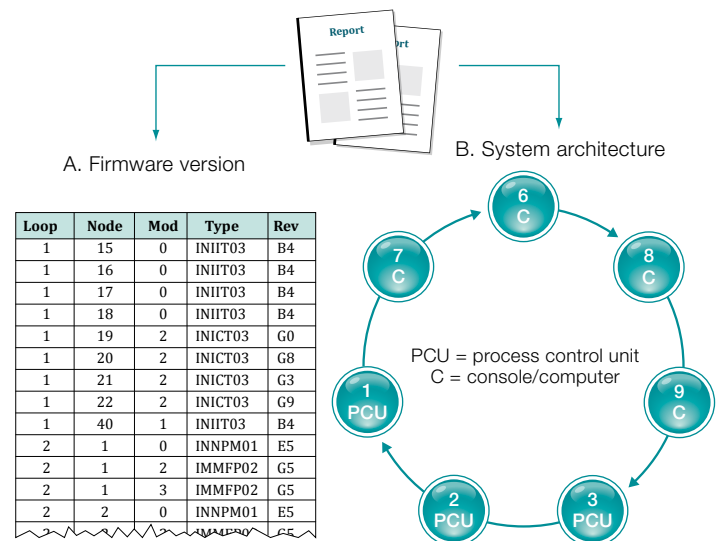 Report
A. Firmware version
B. System architecture
Loop Node Mod Type Rev
1 15 0 INIIT03 B4
1 16 0 INIIT03 B4
1 17 0 INIIT03 B4
1 18 0 INIIT03 B4
1 19 2 INICT03 G0
1 20 2 INICT03 G8
1 21 2 INICT03 G3
1 22 2 INICT03 G9
1 40 1 INIIT03 B4
2 1 0 INNPM01 E5
2 1 2 IMMFP02 G5
2 1 3 IMMFP02 G5
2 2 0 INNPM01 E5
6
C
7
C
8
C
PCU = process control unit
C = console/computer
1
PCU
9
C
2
PCU
3
PCU